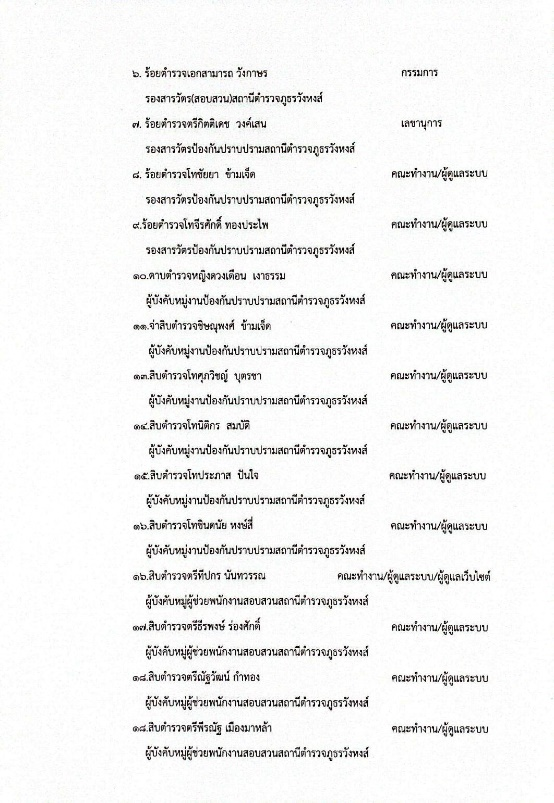 ๖. ร้อยตำรวจเอกสามารถ วังกาษร กรรมการ
รองสารวัตร(สอบสวน)สถานีตำรวจภูธรวังหงส์
๗. ร้อยตำรวจตรีกิตติเดช วงค์เสน เลขานุการ
รองสารวัตรป้องกันปราบปรามสถานีตำรวจภูธรวังหงส์
๘. ร้อยตำรวจโทชัยยา ข้ามเจ็ด คณะทำงาน/ผู้ดูแลระบบ
รองสารวัตรป้องกันปราบปรามสถานีตำรวจภูธรวังหงส์
๙.ร้อยตำรวจโทจีรศักดิ์ ทองประไพ คณะทำงาน/ผู้ดูแลระบบ
รองสารวัตรป้องกันปราบปรามสถานีตำรวจภูธรวังหงส์
๑๐.ดาบตำรวจหญิงดวงเดือน เงาธรรม คณะทำงาน/ผู้ดูแลระบบ
ผู้บังคับหมู่งานป้องกันปราบปรามสถานีตำรวจภูธรวังหงส์
๑๑.จ่าสิบตำรวจชิษณุพงศ์ ข้ามเจ็ด คณะทำงาน/ผู้ดูแลระบบ
ผู้บังคับหมู่งานป้องกันปราบปรามสถานีตำรวจภูธรวังหงส์
๑๓.สิบตำรวจโทศุภวิชญ์ บุตรชา คณะทำงาน/ผู้ดูแลระบบ
ผู้บังคับหมู่งานป้องกันปราบปรามสถานีตำรวจภูธรวังหงส์
๑๔.สิบตำรวจโทนิติกร สมบัติ คณะทำงาน/ผู้ดูแลระบบ
ผู้บังคับหมู่งานป้องกันปราบปรามสถานีตำรวจภูธรวังหงส์
๑๕.สิบตำรวจโทประภาส ปันใจ คณะทำงาน/ผู้ดูแลระบบ
ผู้บังคับหมู่งานป้องกันปราบปรามสถานีตำรวจภูธรวังหงส์
๑๖.สิบตำรวจโทชินดนัย หงษ์สี่ คณะทำงาน/ผู้ดูแลระบบ
ผู้บังคับหมู่งานป้องกันปราบปรามสถานีตำรวจภูธรวังหงส์
๑๖.สิบตำรวจตรีทีปกร นันทวรรณ คณะทำงาน/ผู้ดูแลระบบ/ผู้ดูแลเว็บไซต์
ผู้บังคับหมู่ผู้ช่วยพนักงานสอบสวนสถานีตำรวจภูธรวังหงส์
๑๗.สิบตำรวจตรีธีรพงษ์ ร่องศักดิ์ คณะทำงาน/ผู้ดูแลระบบ
ผู้บังคับหมู่ผู้ช่วยพนักงานสอบสวนสถานีตำรวจภูธรวังหงส์
๑๘.สิบตำรวจตรีณัฐวัฒน์ กำทอง คณะทำงาน/ผู้ดูแลระบบ
ผู้บังคับหมู่ผู้ช่วยพนักงานสอบสวนสถานีตำรวจภูธรวังหงส์
๑๘.สิบตำรวจตรีพีรณัฐ เมืองมาหล้า คณะทำงาน/ผู้ดูแลระบบ
ผู้บังคับหมู่ผู้ช่วยพนักงานสอบสวนสถานีตำรวจภูธรวังหงส์